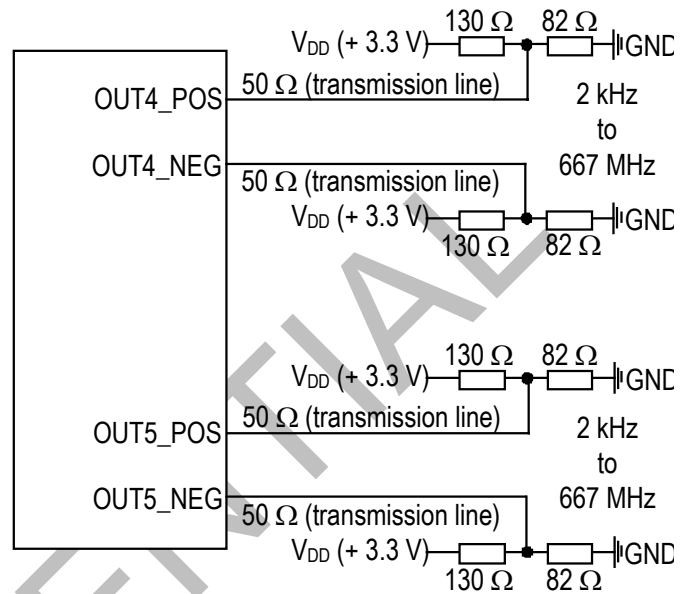 130 Ω 82 Ω
V_DD (+ 3.3 V) GND
OUT4_POS 50 Ω (transmission line) 2 kHz
to
OUT4_NEG 50 Ω (transmission line) 667 MHz
V_DD (+ 3.3 V) GND
130 Ω 82 Ω
130 Ω 82 Ω
V_DD (+ 3.3 V) GND
OUT5_POS 50 Ω (transmission line) 2 kHz
to
OUT5_NEG 50 Ω (transmission line) 667 MHz
V_DD (+ 3.3 V) GND
130 Ω 82 Ω
ENTIAL